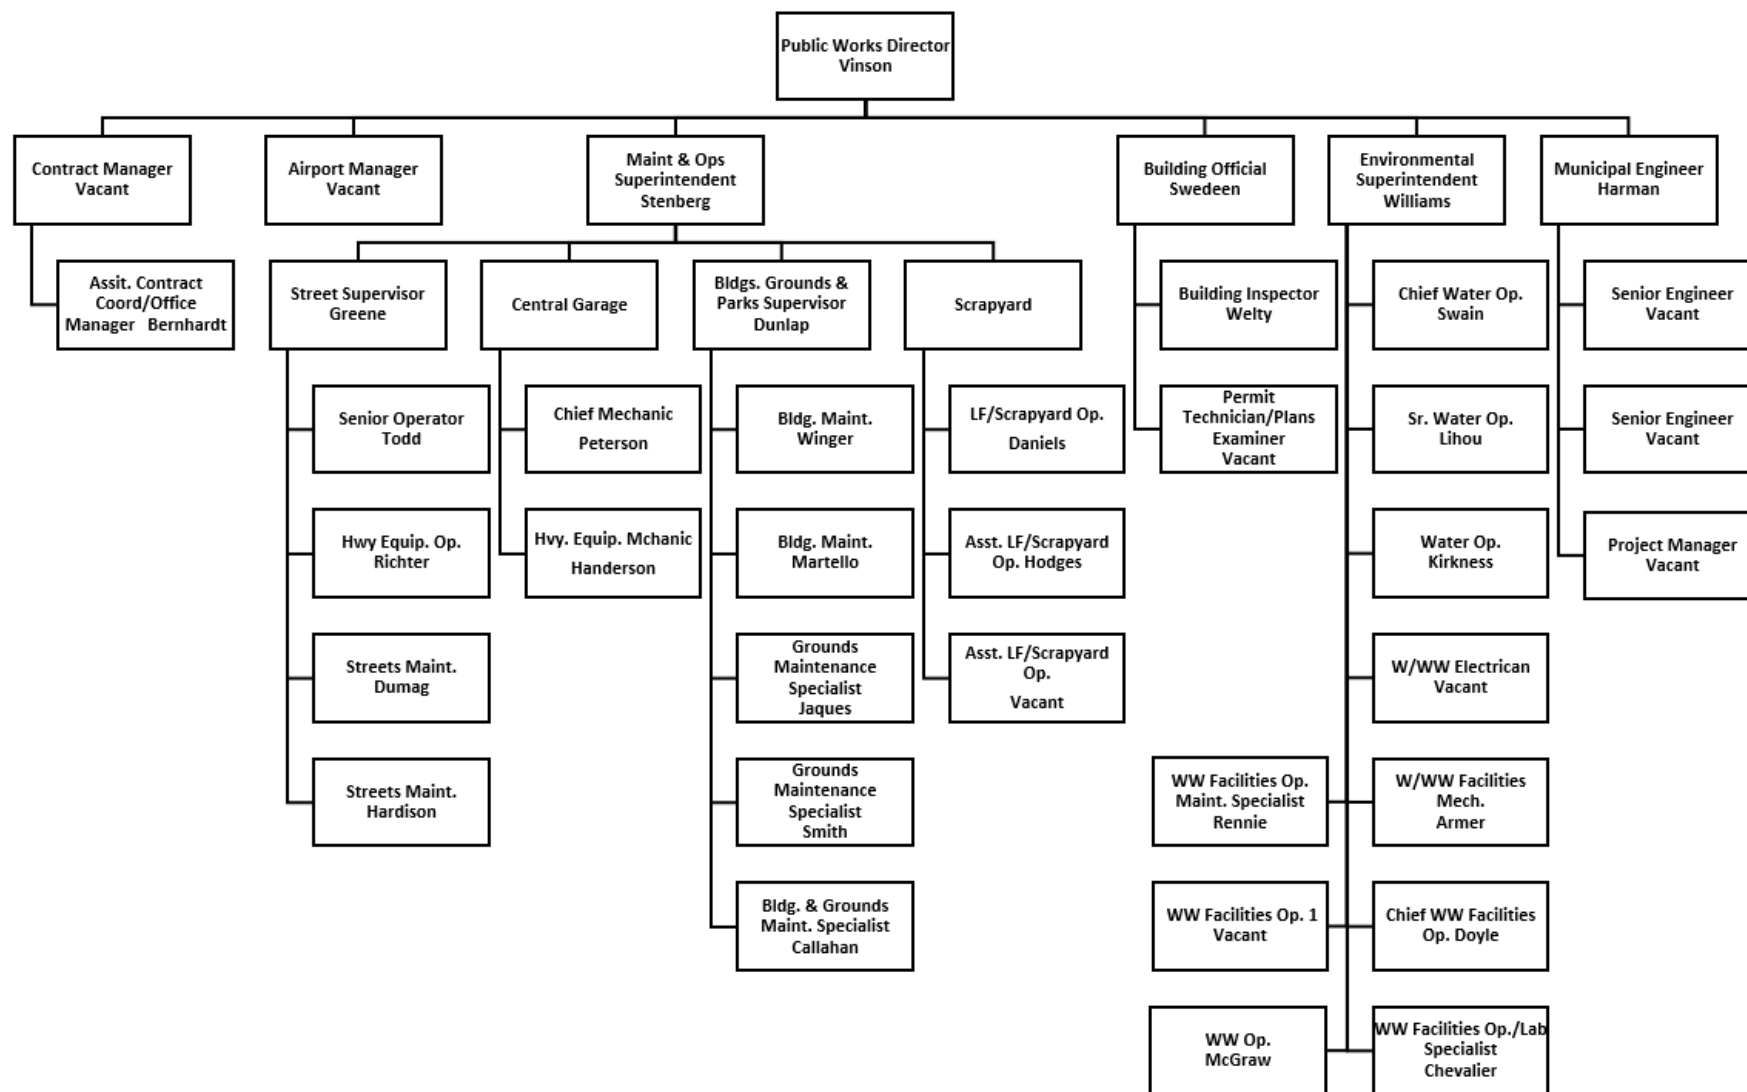 Public Works Director
Vinson
Contract Manager
Vacant
Airport Manager
Vacant
Maint & Ops
Superintendent
Stenberg
Building Official
Swedeen
Environmental
Superintendent
Williams
Municipal Engineer
Harman
Assit. Contract
Coord/Office
Manager Bernhardt
Street Supervisor
Greene
Central Garage
Bldgs. Grounds &
Parks Supervisor
Dunlap
Scrapyard
Building Inspector
Welty
Chief Water Op.
Swain
Senior Engineer
Vacant
Senior Operator
Todd
Chief Mechanic
Peterson
Bldg. Maint.
Winger
LF/Scrapyard Op.
Daniels
Permit
Technician/Plans
Examiner
Vacant
Sr. Water Op.
Lihou
Senior Engineer
Vacant
Hwy Equip. Op.
Richter
Hvy. Equip. Mchanic
Handerson
Bldg. Maint.
Martello
Asst. LF/Scrapyard
Op. Hodges
Water Op.
Kirkness
Project Manager
Vacant
Streets Maint.
Dumag
Grounds
Maintenance
Specialist
Jaques
Asst. LF/Scrapyard
Op.
Vacant
W/WW Electrican
Vacant
Streets Maint.
Hardison
Grounds
Maintenance
Specialist
Smith
WW Facilities Op.
Maint. Specialist
Rennie
W/WW Facilities
Mech.
Armer
Bldg. & Grounds
Maint. Specialist
Callahan
WW Facilities Op. 1
Vacant
Chief WW Facilities
Op. Doyle
WW Op.
McGraw
WW Facilities Op./Lab
Specialist
Chevalier